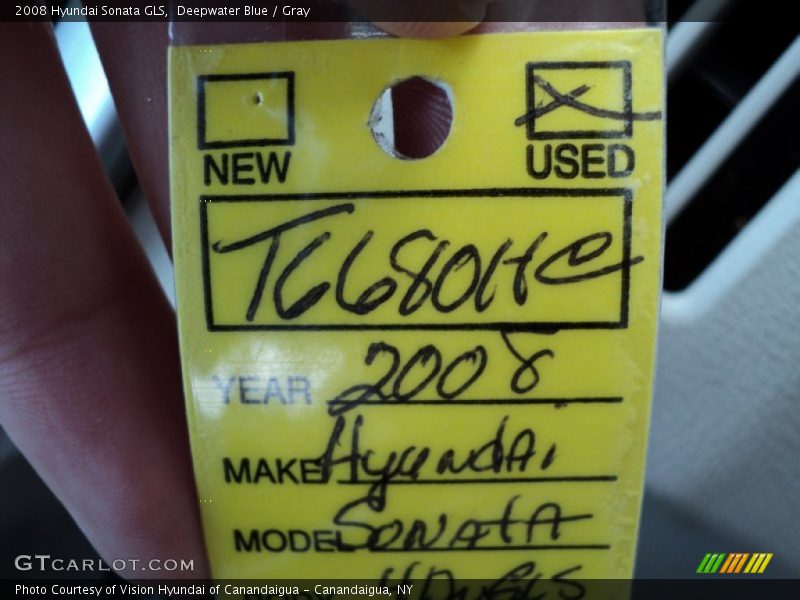 2008 Hyundai Sonata GLS, Deepwater Blue / Gray
NEW USED
T66801HC
YEAR 2008
MAKE Hyundai
MODEL Sonata
GTCARLOT.COM
Photo Courtesy of Vision Hyundai of Canandaigua - Canandaigua, NY